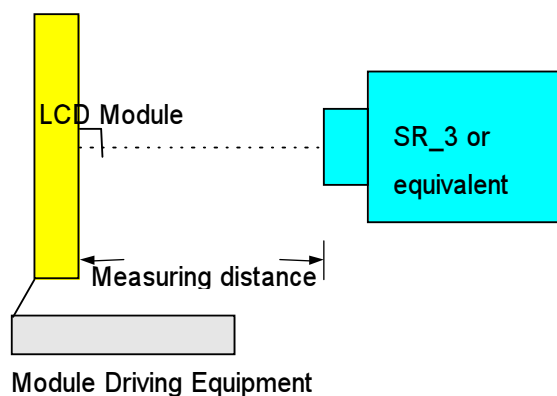 LCD Module
SR_3 or
equivalent
Measuring distance
Module Driving Equipment